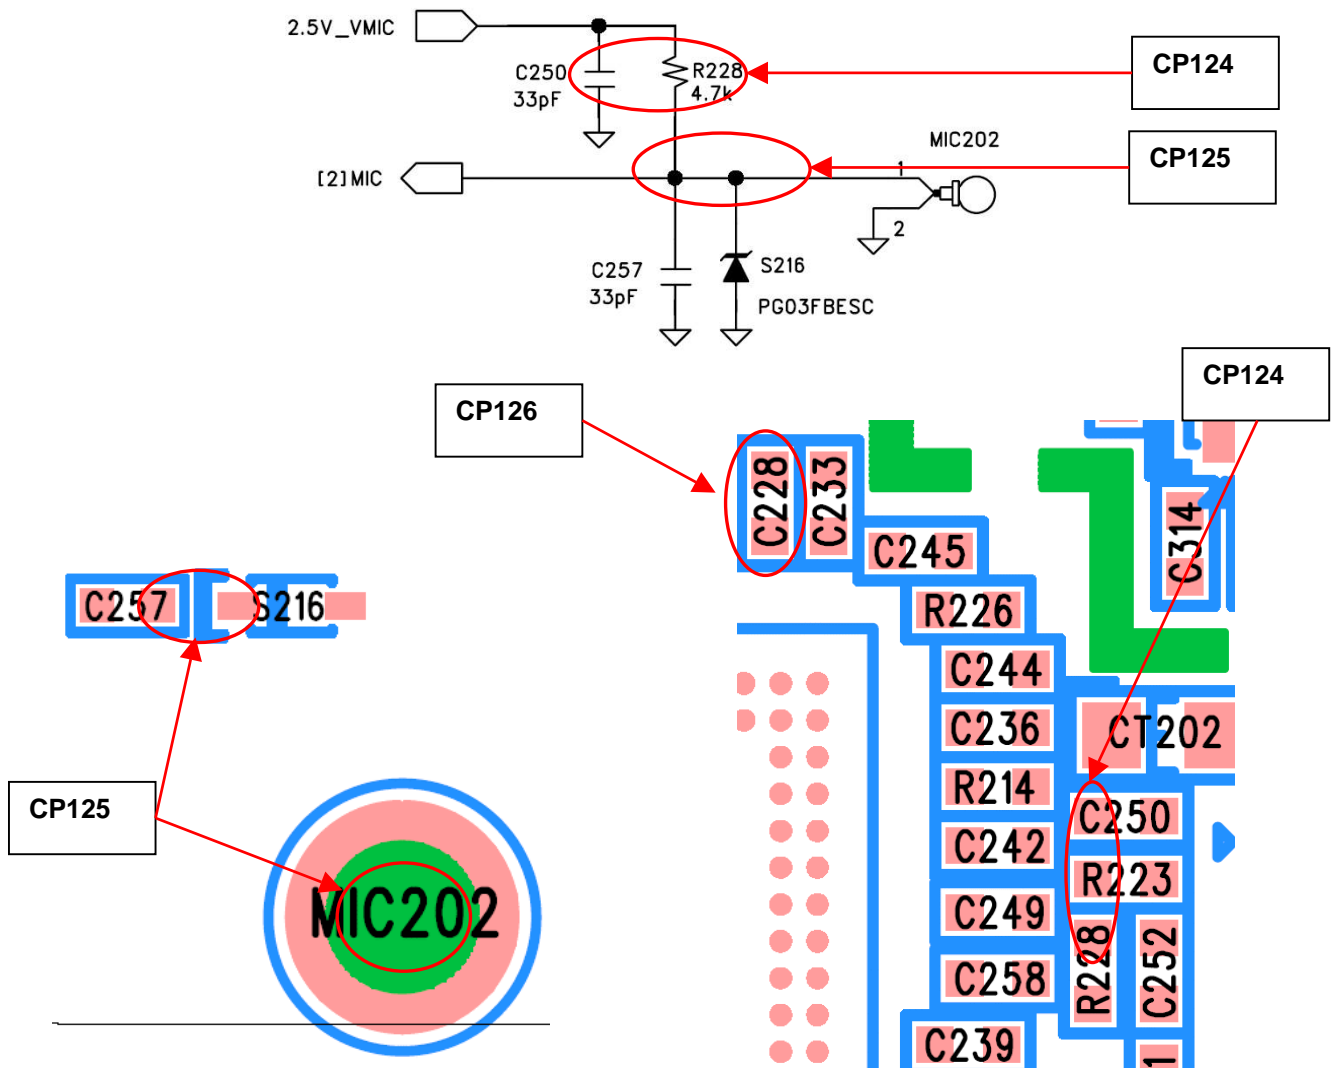 2.5V_VMIC
C250
33pF
R228
4.7K
CP124
[2]MIC
MIC202
1
2
CP125
C257
33pF
S216
PG03FBESC
CP126
CP124
C228
C233
C245
C314
R226
C244
C236
CT202
R214
C250
C242
R223
C249
R228
C252
C258
C239
1
C257
S216
CP125
MIC202